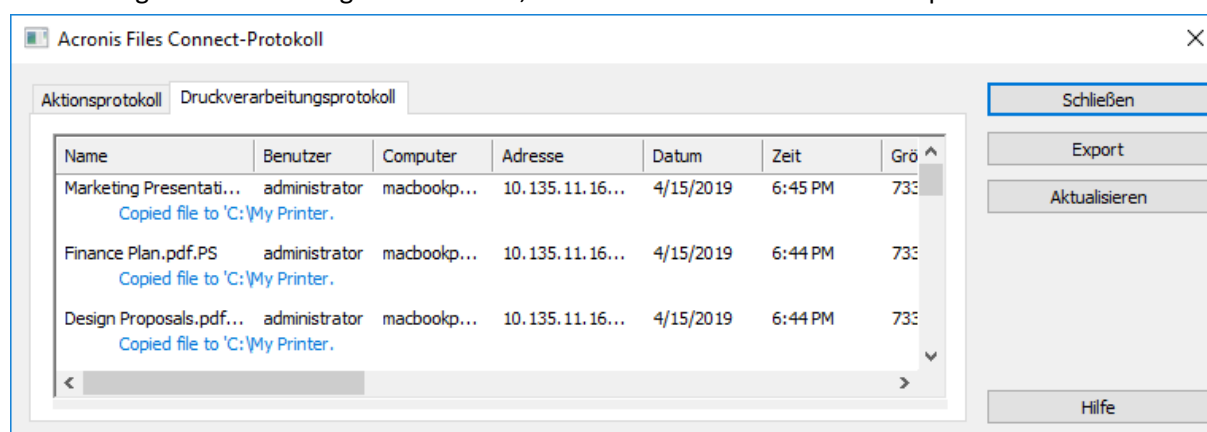 Acronis Files Connect-Protokoll
Aktionsprotokoll Druckverarbeitungsprotokoll
Schließen
Export
Aktualisieren
Name Benutzer Computer Adresse Datum Zeit Grö
Marketing Presentati... administrator macbookp... 10.135.11.16... 4/15/2019 6:45 PM 733
Copied file to 'C:\My Printer.
Finance Plan.pdf.PS administrator macbookp... 10.135.11.16... 4/15/2019 6:44 PM 733
Copied file to 'C:\My Printer.
Design Proposals.pdf... administrator macbookp... 10.135.11.16... 4/15/2019 6:44 PM 733
Copied file to 'C:\My Printer.
Hilfe